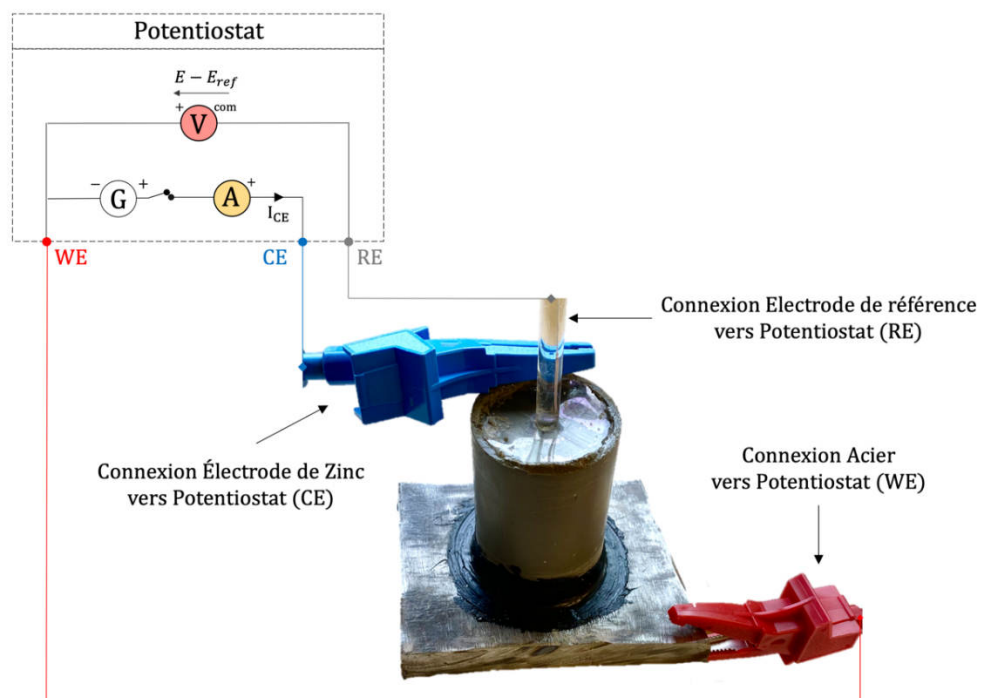 Potentiostat
E − E_ref
+
com
V
−
G
+
A
+
I_CE
WE
CE
RE
Connexion Electrode de référence
vers Potentiostat (RE)
Connexion Électrode de Zinc
vers Potentiostat (CE)
Connexion Acier
vers Potentiostat (WE)